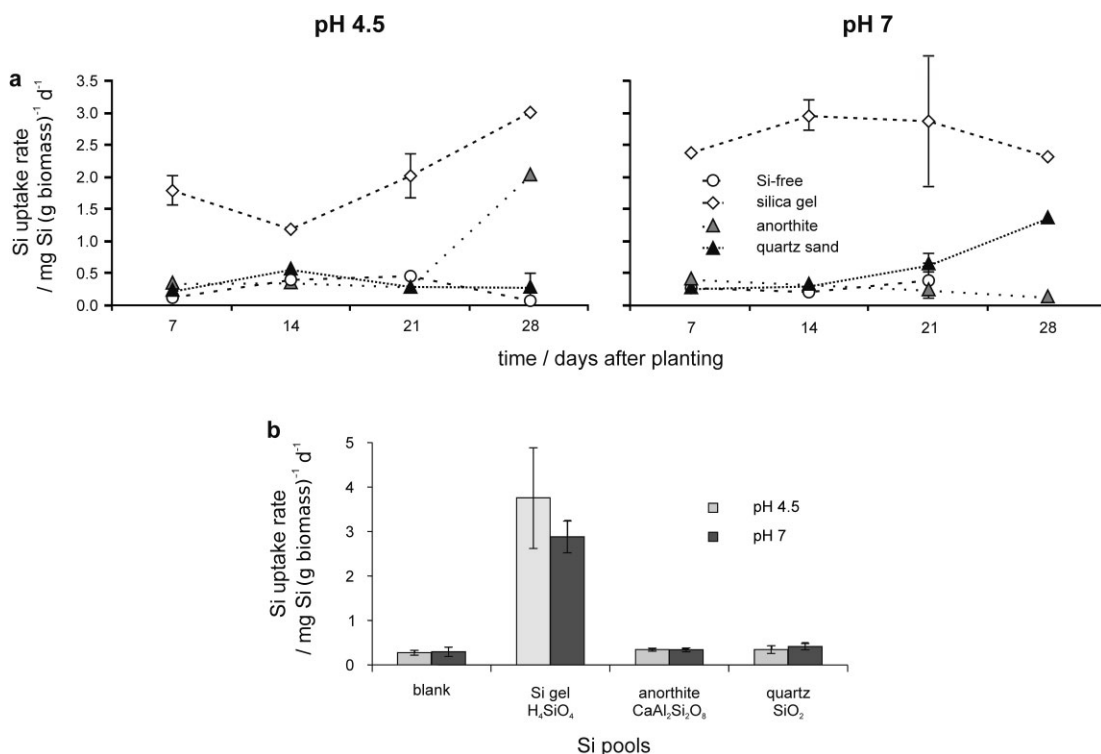 pH 4.5
pH 7
a
Si uptake rate
/ mg Si (g biomass)⁻¹ d⁻¹
3.5
3.0
2.5
2.0
1.5
1.0
0.5
0.0
7 14 21 28
7 14 21 28
Si-free
silica gel
anorthite
quartz sand
time / days after planting
b
Si uptake rate
/ mg Si (g biomass)⁻¹ d⁻¹
5
4
3
2
1
0
pH 4.5
pH 7
blank Si gel anorthite quartz
H₄SiO₄ CaAl₂Si₂O₈ SiO₂
Si pools